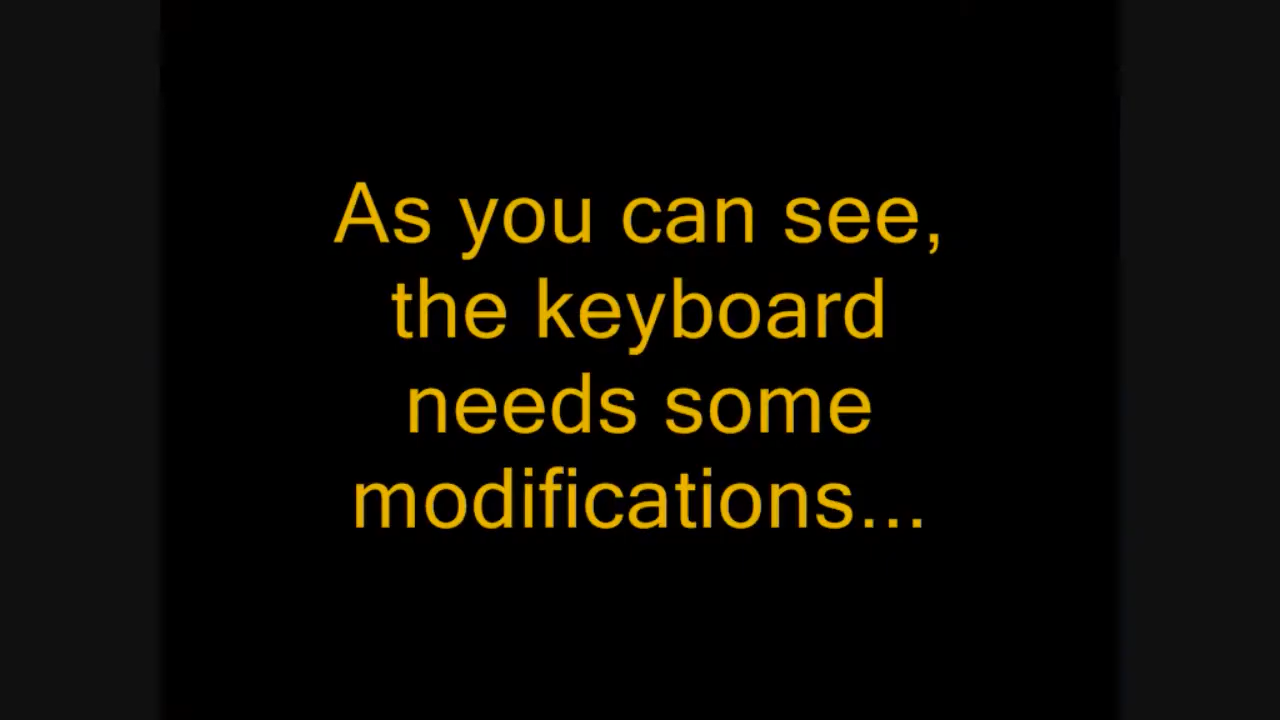 As you can see,
the keyboard
needs some
modifications...